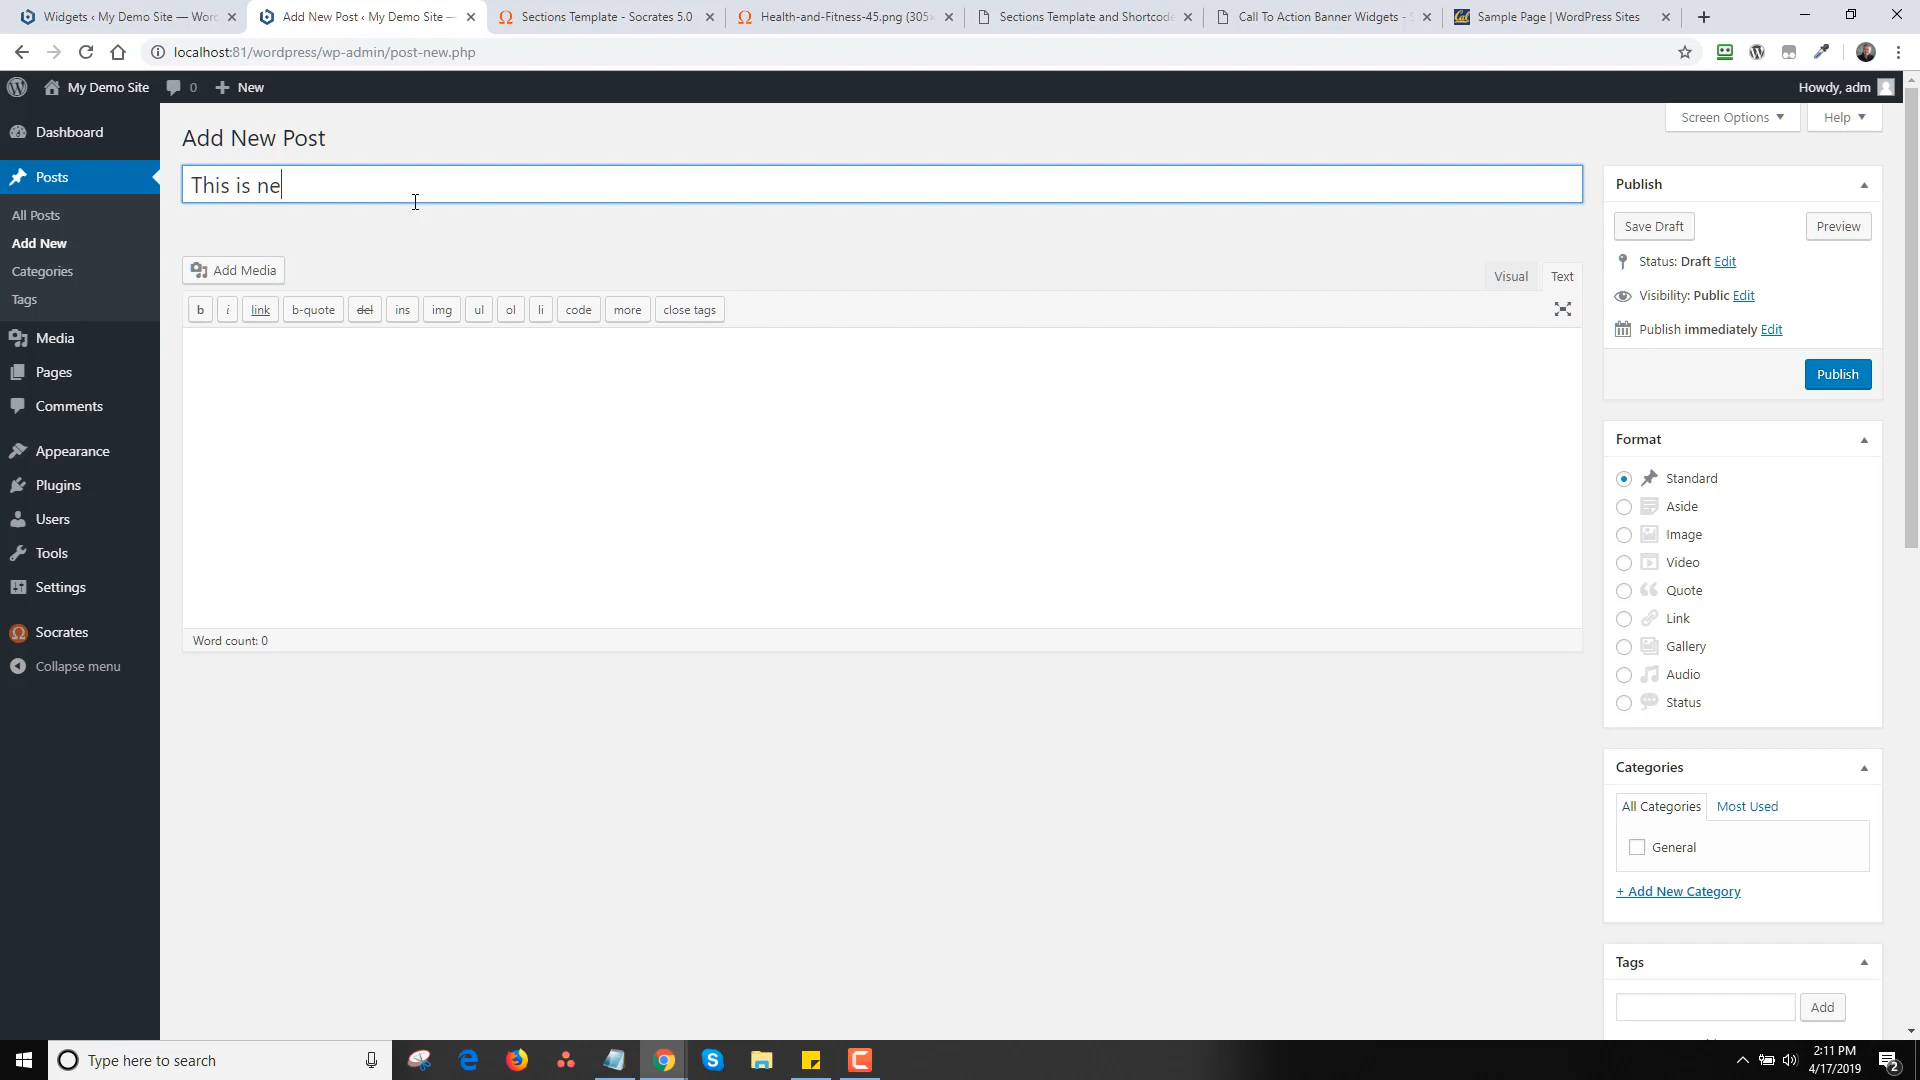 Widgets ‹ My Demo Site — Wor
Add New Post ‹ My Demo Site —
Sections Template - Socrates 5.0
Health-and-Fitness-45.png (305×
Sections Template and Shortcode
Call To Action Banner Widgets - S
Sample Page | WordPress Sites
localhost:81/wordpress/wp-admin/post-new.php
My Demo Site
0
New
Howdy, adm
Dashboard
Posts
All Posts
Add New
Categories
Tags
Media
Pages
Comments
Appearance
Plugins
Users
Tools
Settings
Socrates
Collapse menu
Screen Options
Help
Add New Post
This is ne
Add Media
Visual
Text
b
i
link
b-quote
del
ins
img
ul
ol
li
code
more
close tags
Word count: 0
Publish
Save Draft
Preview
Status: Draft Edit
Visibility: Public Edit
Publish immediately Edit
Publish
Format
Standard
Aside
Image
Video
Quote
Link
Gallery
Audio
Status
Categories
All Categories
Most Used
General
+ Add New Category
Tags
Add
Type here to search
2:11 PM
4/17/2019
2